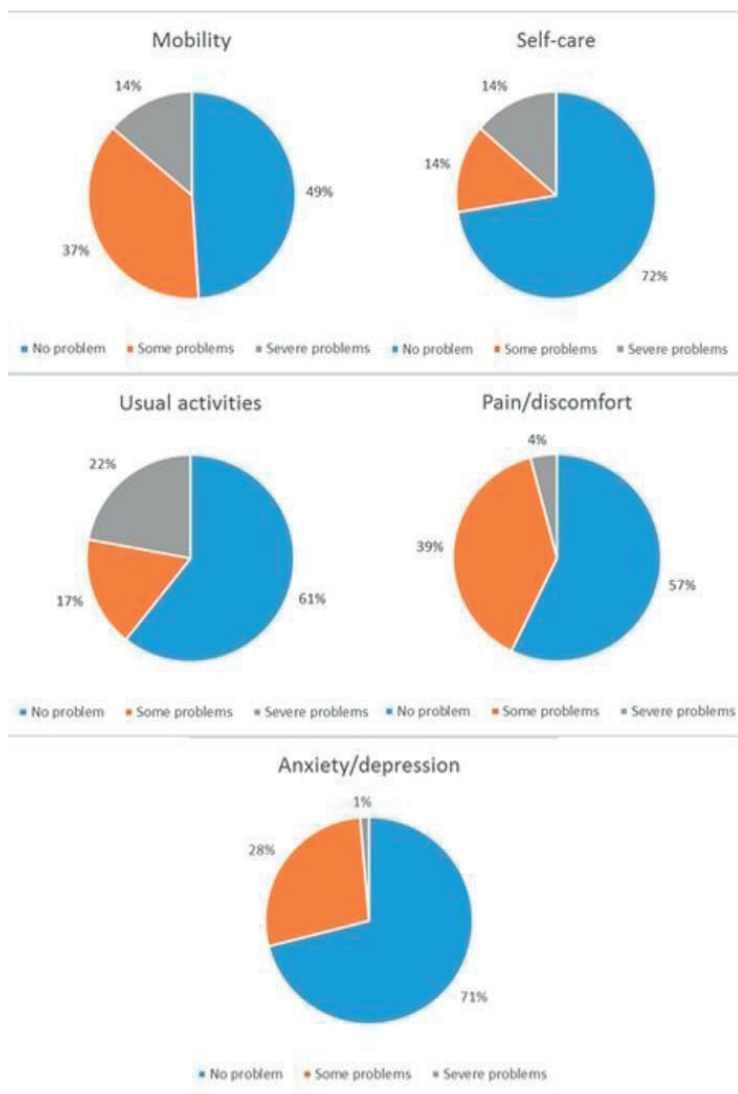 Mobility
14%
49%
37%
No problem Some problems Severe problems
Self-care
14%
14%
72%
No problem Some problems Severe problems
Usual activities
22%
17%
61%
No problem Some problems Severe problems
Pain/discomfort
4%
39%
57%
No problem Some problems Severe problems
Anxiety/depression
1%
28%
71%
No problem Some problems Severe problems